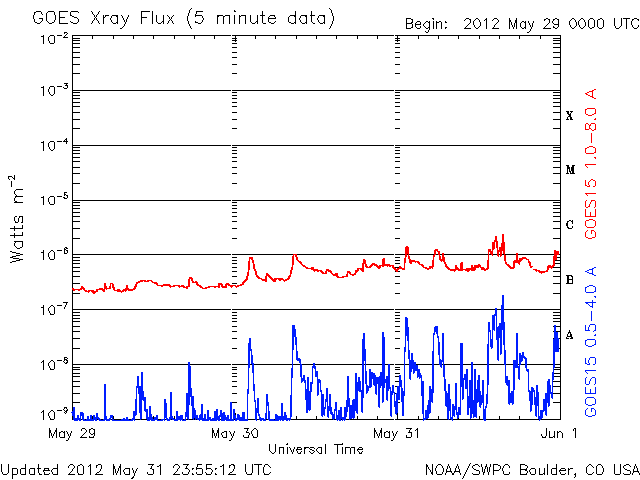 GOES Xray Flux (5 minute data)
Begin: 2012 May 29 0000 UTC
10⁻²
10⁻³
10⁻⁴
10⁻⁵
10⁻⁶
10⁻⁷
10⁻⁸
10⁻⁹
Watts m⁻²
X
M
C
B
A
GOES15 1.0-8.0 A
GOES15 0.5-4.0 A
May 29
May 30
May 31
Jun 1
Universal Time
Updated 2012 May 31 23:55:12 UTC
NOAA/SWPC Boulder, CO USA